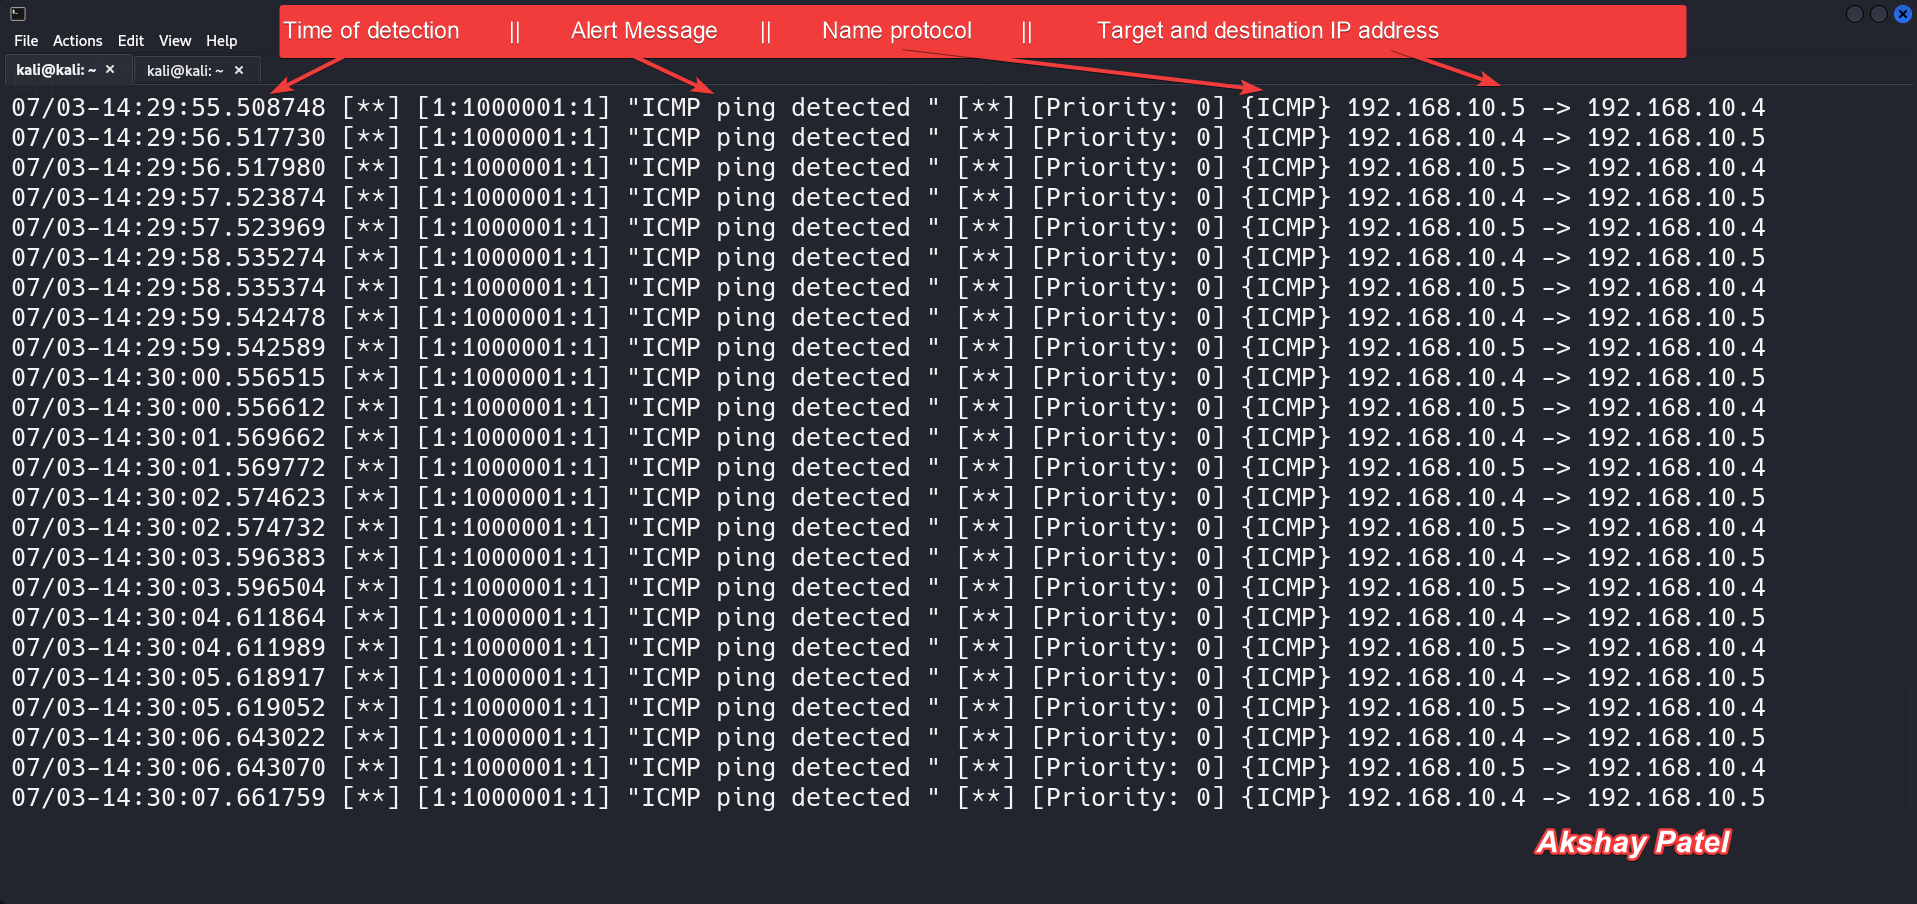 Time of detection || Alert Message || Name protocol || Target and destination IP address
File Actions Edit View Help
kali@kali: ~ × kali@kali: ~ ×
07/03-14:29:55.508748 [**] [1:1000001:1] "ICMP ping detected " [**] [Priority: 0] {ICMP} 192.168.10.5 -> 192.168.10.4
07/03-14:29:56.517730 [**] [1:1000001:1] "ICMP ping detected " [**] [Priority: 0] {ICMP} 192.168.10.4 -> 192.168.10.5
07/03-14:29:56.517980 [**] [1:1000001:1] "ICMP ping detected " [**] [Priority: 0] {ICMP} 192.168.10.5 -> 192.168.10.4
07/03-14:29:57.523874 [**] [1:1000001:1] "ICMP ping detected " [**] [Priority: 0] {ICMP} 192.168.10.4 -> 192.168.10.5
07/03-14:29:57.523969 [**] [1:1000001:1] "ICMP ping detected " [**] [Priority: 0] {ICMP} 192.168.10.5 -> 192.168.10.4
07/03-14:29:58.535274 [**] [1:1000001:1] "ICMP ping detected " [**] [Priority: 0] {ICMP} 192.168.10.4 -> 192.168.10.5
07/03-14:29:58.535374 [**] [1:1000001:1] "ICMP ping detected " [**] [Priority: 0] {ICMP} 192.168.10.5 -> 192.168.10.4
07/03-14:29:59.542478 [**] [1:1000001:1] "ICMP ping detected " [**] [Priority: 0] {ICMP} 192.168.10.4 -> 192.168.10.5
07/03-14:29:59.542589 [**] [1:1000001:1] "ICMP ping detected " [**] [Priority: 0] {ICMP} 192.168.10.5 -> 192.168.10.4
07/03-14:30:00.556515 [**] [1:1000001:1] "ICMP ping detected " [**] [Priority: 0] {ICMP} 192.168.10.4 -> 192.168.10.5
07/03-14:30:00.556612 [**] [1:1000001:1] "ICMP ping detected " [**] [Priority: 0] {ICMP} 192.168.10.5 -> 192.168.10.4
07/03-14:30:01.569662 [**] [1:1000001:1] "ICMP ping detected " [**] [Priority: 0] {ICMP} 192.168.10.4 -> 192.168.10.5
07/03-14:30:01.569772 [**] [1:1000001:1] "ICMP ping detected " [**] [Priority: 0] {ICMP} 192.168.10.5 -> 192.168.10.4
07/03-14:30:02.574623 [**] [1:1000001:1] "ICMP ping detected " [**] [Priority: 0] {ICMP} 192.168.10.4 -> 192.168.10.5
07/03-14:30:02.574732 [**] [1:1000001:1] "ICMP ping detected " [**] [Priority: 0] {ICMP} 192.168.10.5 -> 192.168.10.4
07/03-14:30:03.596383 [**] [1:1000001:1] "ICMP ping detected " [**] [Priority: 0] {ICMP} 192.168.10.4 -> 192.168.10.5
07/03-14:30:03.596504 [**] [1:1000001:1] "ICMP ping detected " [**] [Priority: 0] {ICMP} 192.168.10.5 -> 192.168.10.4
07/03-14:30:04.611864 [**] [1:1000001:1] "ICMP ping detected " [**] [Priority: 0] {ICMP} 192.168.10.4 -> 192.168.10.5
07/03-14:30:04.611989 [**] [1:1000001:1] "ICMP ping detected " [**] [Priority: 0] {ICMP} 192.168.10.5 -> 192.168.10.4
07/03-14:30:05.618917 [**] [1:1000001:1] "ICMP ping detected " [**] [Priority: 0] {ICMP} 192.168.10.4 -> 192.168.10.5
07/03-14:30:05.619052 [**] [1:1000001:1] "ICMP ping detected " [**] [Priority: 0] {ICMP} 192.168.10.5 -> 192.168.10.4
07/03-14:30:06.643022 [**] [1:1000001:1] "ICMP ping detected " [**] [Priority: 0] {ICMP} 192.168.10.4 -> 192.168.10.5
07/03-14:30:06.643070 [**] [1:1000001:1] "ICMP ping detected " [**] [Priority: 0] {ICMP} 192.168.10.5 -> 192.168.10.4
07/03-14:30:07.661759 [**] [1:1000001:1] "ICMP ping detected " [**] [Priority: 0] {ICMP} 192.168.10.4 -> 192.168.10.5
Akshay Patel